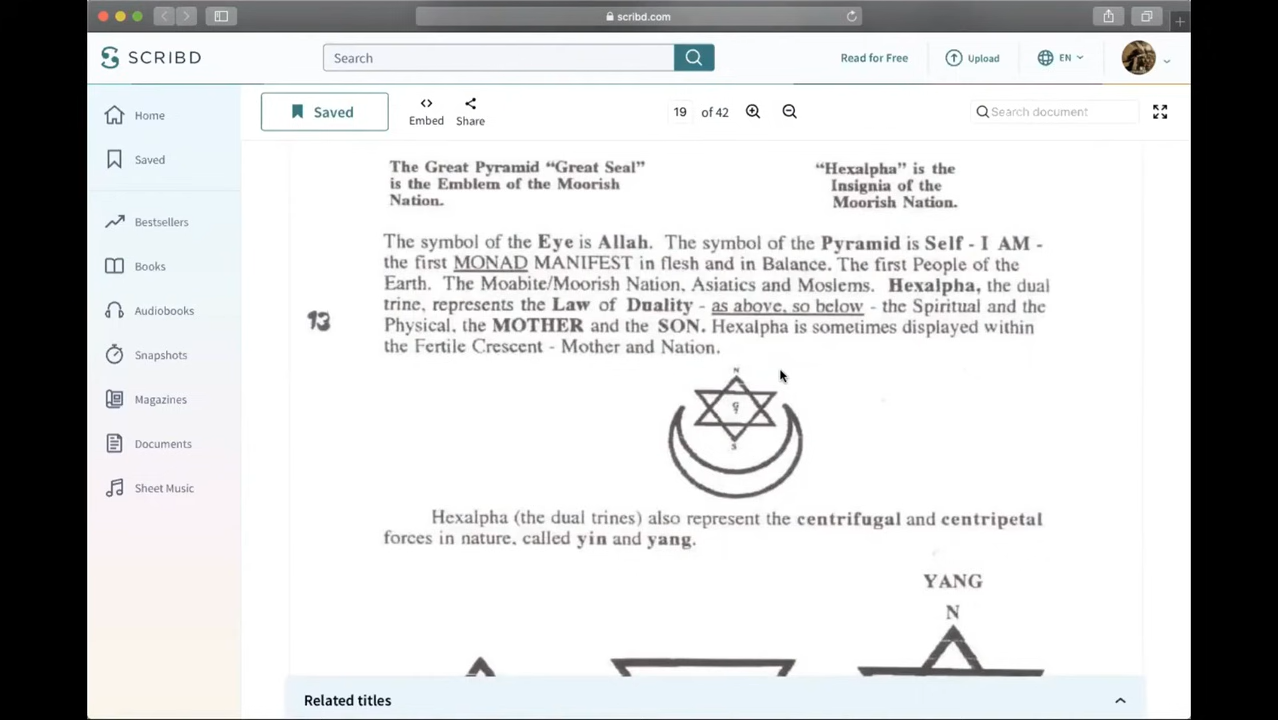 scribd.com
SCRIBD
Search
Read for Free
Upload
EN
Home
Saved
Bestsellers
Books
Audiobooks
Snapshots
Magazines
Documents
Sheet Music
Saved
Embed
Share
19 of 42
Search document
The Great Pyramid “Great Seal”
is the Emblem of the Moorish
Nation.
“Hexalpha” is the
Insignia of the
Moorish Nation.
The symbol of the Eye is Allah. The symbol of the Pyramid is Self - I AM -
the first MONAD MANIFEST in flesh and in Balance. The first People of the
Earth. The Moabite/Moorish Nation, Asiatics and Moslems. Hexalpha, the dual
trine, represents the Law of Duality - as above, so below - the Spiritual and the
13
Physical, the MOTHER and the SON. Hexalpha is sometimes displayed within
the Fertile Crescent - Mother and Nation.
N
S
Hexalpha (the dual trines) also represent the centrifugal and centripetal
forces in nature, called yin and yang.
YANG
N
Related titles